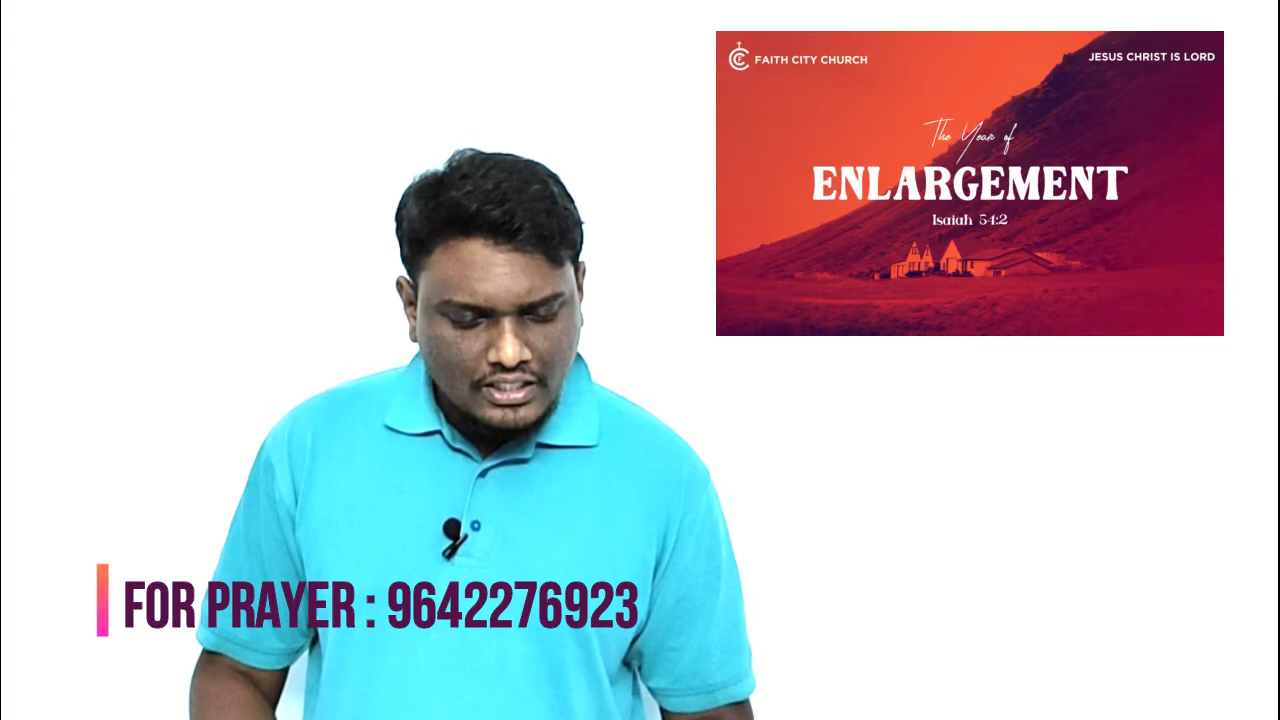 FAITH CITY CHURCH
JESUS CHRIST IS LORD
The Year of
ENLARGEMENT
Isaiah 54:2
FOR PRAYER : 9642276923